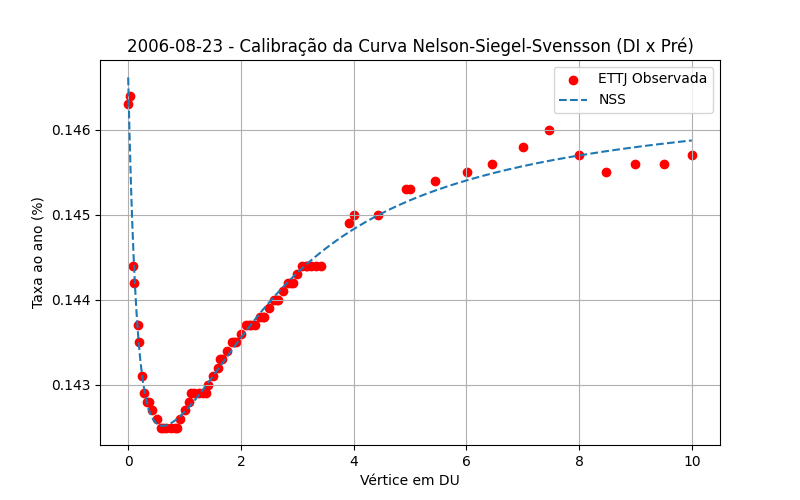 2006-08-23 - Calibração da Curva Nelson-Siegel-Svensson (DI x Pré)
ETTJ Observada
NSS
Taxa ao ano (%)
0.146
0.145
0.144
0.143
0 2 4 6 8 10
Vértice em DU